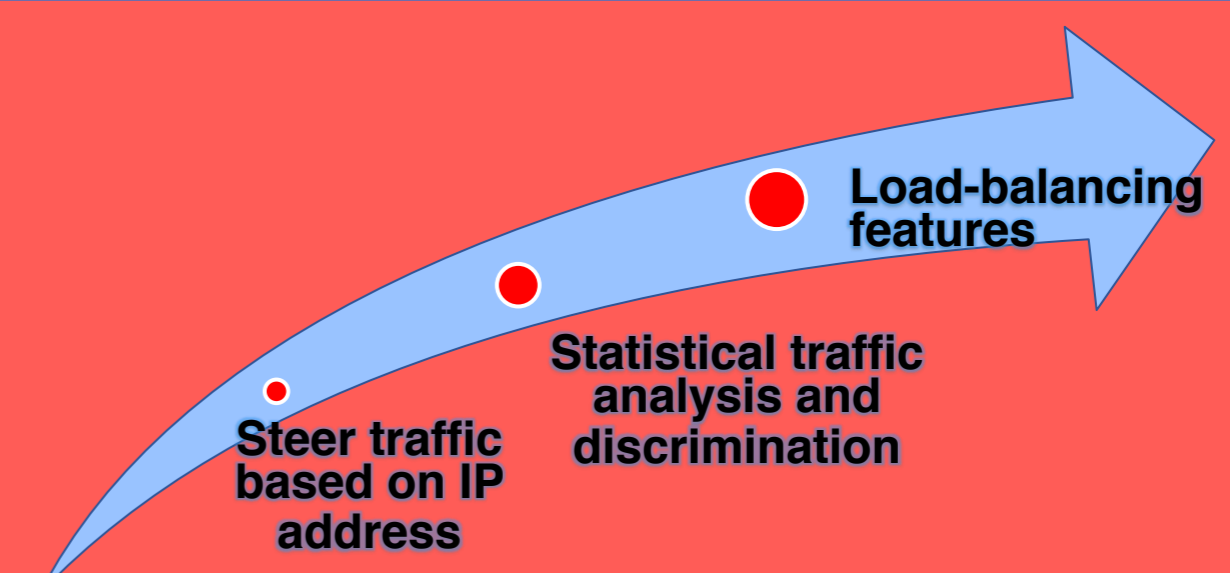 Load-balancing
features
Statistical traffic
analysis and
discrimination
Steer traffic
based on IP
address